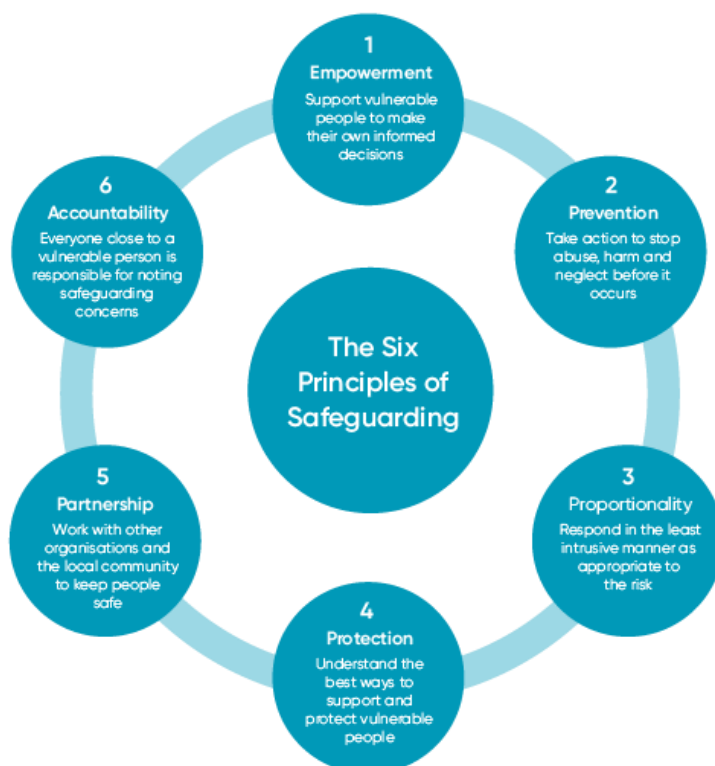 1
Empowerment
Support vulnerable
people to make
their own informed
decisions
2
Prevention
Take action to stop
abuse, harm and
neglect before it
occurs
3
Proportionality
Respond in the least
intrusive manner as
appropriate to
the risk
4
Protection
Understand the
best ways to
support and
protect vulnerable
people
5
Partnership
Work with other
organisations and
the local community
to keep people
safe
6
Accountability
Everyone close to a
vulnerable person is
responsible for noting
safeguarding
concerns
The Six
Principles of
Safeguarding